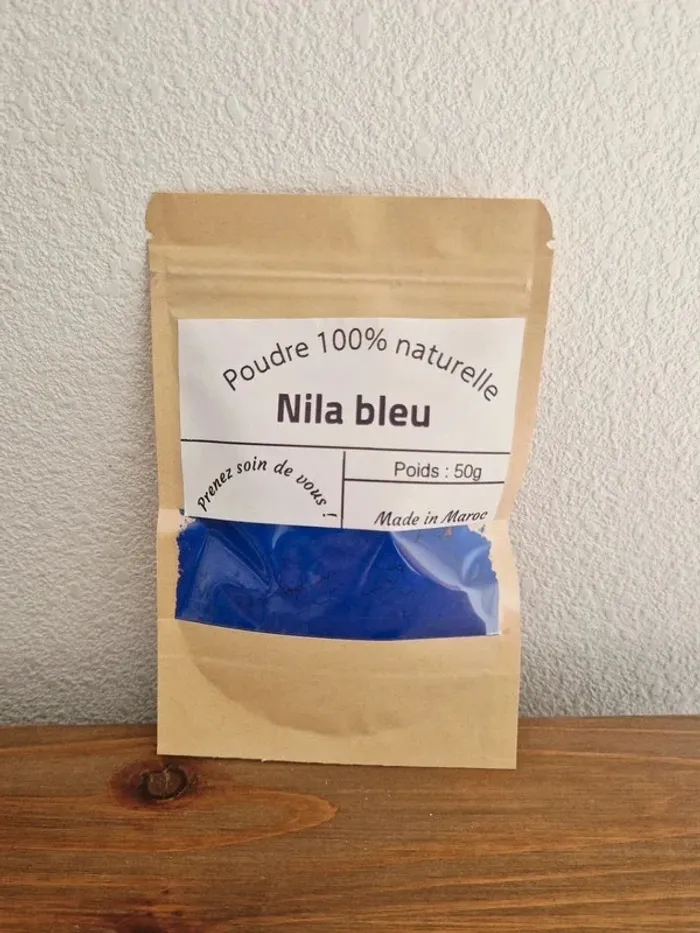 Poudre 100% naturelle
Nila bleu
Prenez soin de vous !
Poids : 50g
Made in Maroc